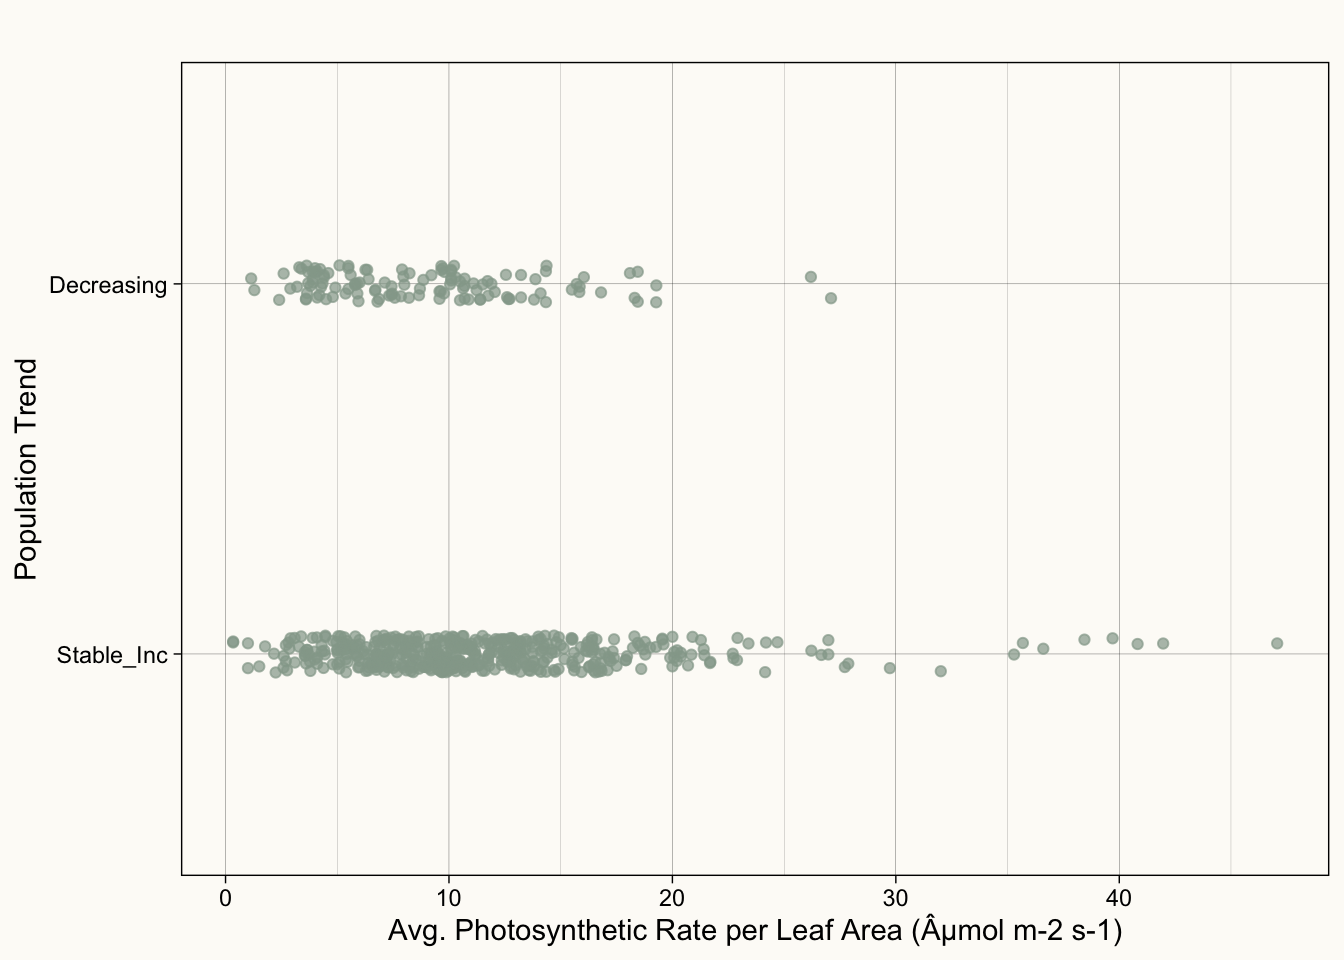 Decreasing
Population Trend
Stable_Inc
0 10 20 30 40
Avg. Photosynthetic Rate per Leaf Area (Âµmol m-2 s-1)